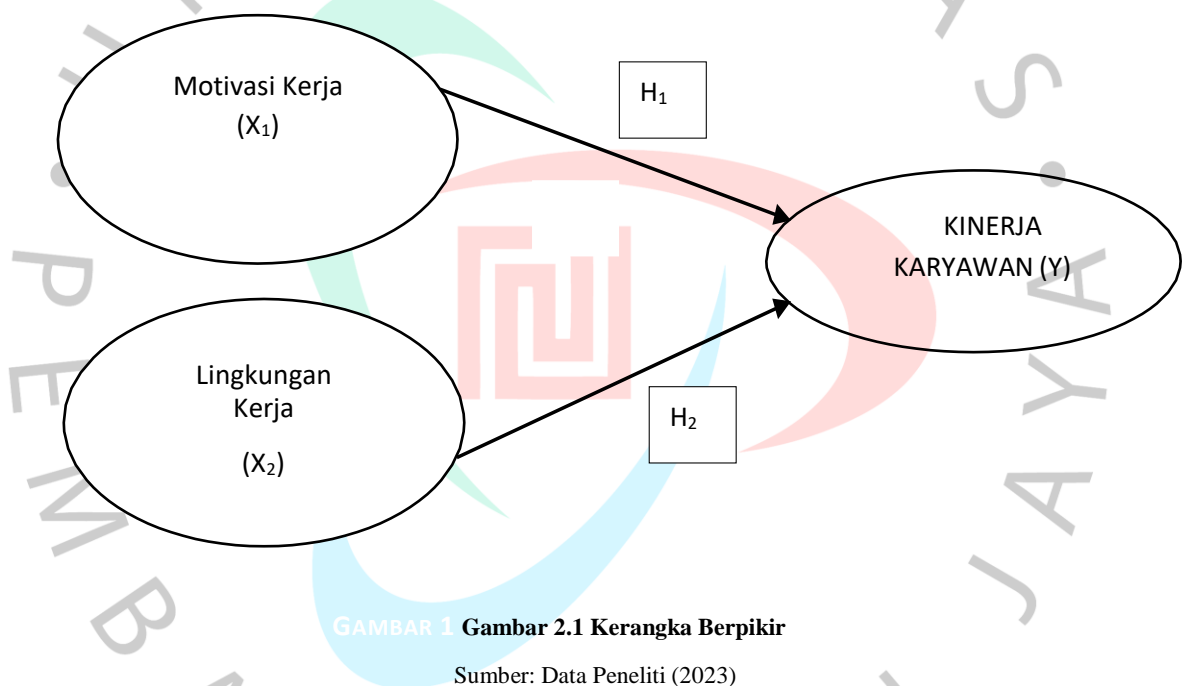 Motivasi Kerja
(X₁)
H₁
KINERJA
KARYAWAN (Y)
Lingkungan
Kerja
(X₂)
H₂
GAMBAR 1 Gambar 2.1 Kerangka Berpikir
Sumber: Data Peneliti (2023)